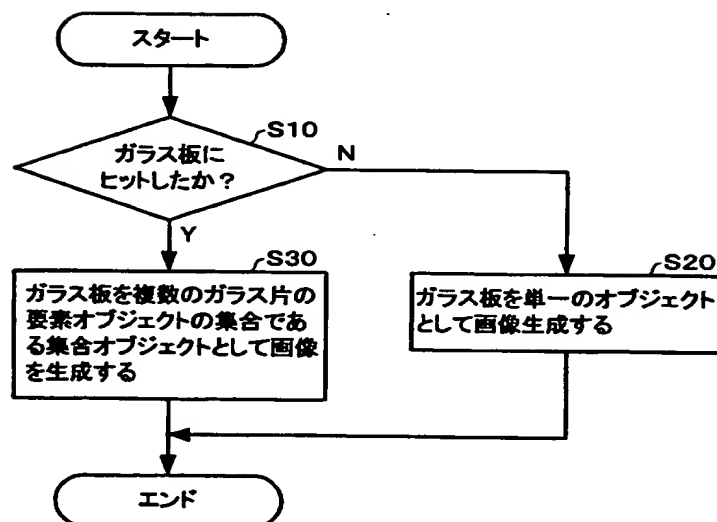 スタート
S10
ガラス板に
ヒットしたか？
N
Y
S30
ガラス板を複数のガラス片の
要素オブジェクトの集合であ
る集合オブジェクトとして画像
を生成する
S20
ガラス板を単一のオブジェクト
として画像生成する
エンド